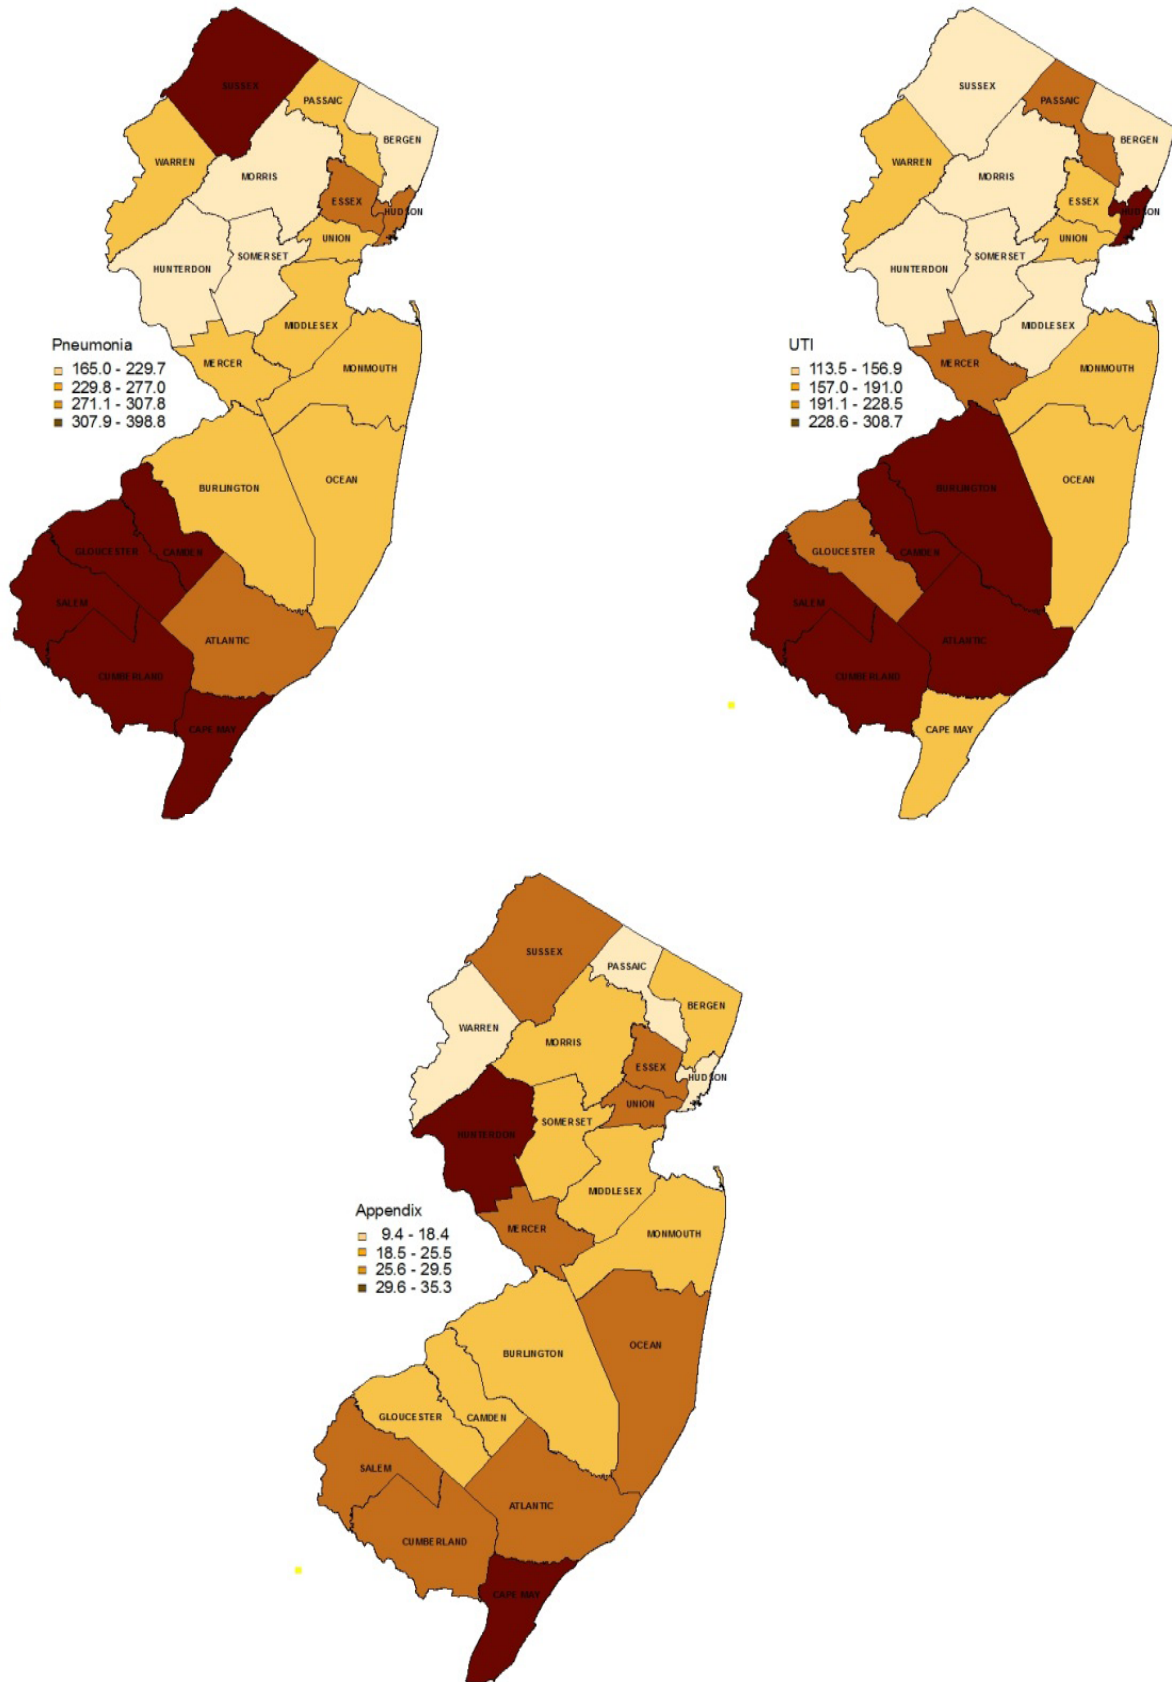 SUSSEX
PASSAIC
BERGEN
WARREN
MORRIS
ESSEX
HUDSON
UNION
SOMERSET
HUNTERDON
MIDDLESEX
MERCER
MONMOUTH
Pneumonia
165.0 - 229.7
229.8 - 277.0
271.1 - 307.8
307.9 - 398.8
OCEAN
BURLINGTON
GLOUCESTER
CAMDEN
SALEM
ATLANTIC
CUMBERLAND
CAPE MAY
SUSSEX
PASSAIC
BERGEN
WARREN
MORRIS
ESSEX
HUDSON
UNION
SOMERSET
HUNTERDON
MIDDLESEX
MERCER
MONMOUTH
UTI
113.5 - 156.9
157.0 - 191.0
191.1 - 228.5
228.6 - 308.7
OCEAN
BURLINGTON
GLOUCESTER
CAMDEN
SALEM
ATLANTIC
CUMBERLAND
CAPE MAY
SUSSEX
PASSAIC
BERGEN
WARREN
MORRIS
ESSEX
HUDSON
UNION
SOMERSET
HUNTERDON
MIDDLESEX
MERCER
MONMOUTH
Appendix
9.4 - 18.4
18.5 - 25.5
25.6 - 29.5
29.6 - 35.3
OCEAN
BURLINGTON
GLOUCESTER
CAMDEN
SALEM
ATLANTIC
CUMBERLAND
CAPE MAY